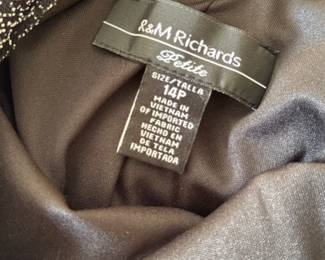 R&M Richards
Petite
SIZE/TALLA
14P
MADE IN
VIETNAM
OF IMPORTED
FABRIC
HECHO EN
VIETNAM
DE TELA
IMPORTADA